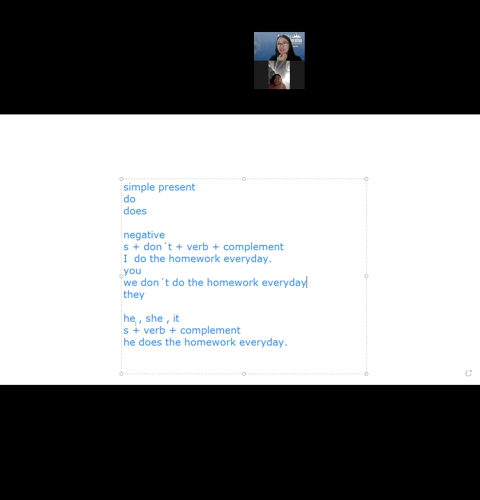 simple present
do
does
negative
s + don´t + verb + complement
I  do the homework everyday.
you
we don´t do the homework everyday
they
he , she , it
s + verb + complement
he does the homework everyday.